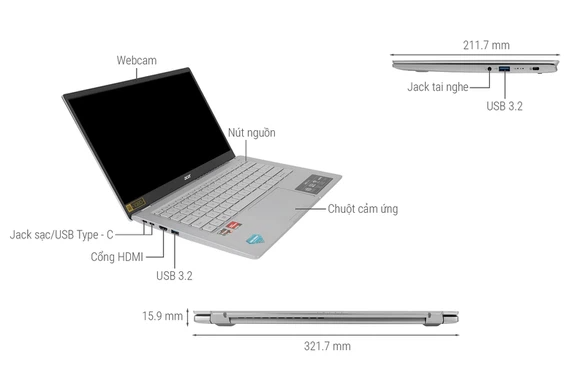 Webcam
211.7 mm
Jack tai nghe
USB 3.2
Nút nguồn
acer
Chuột cảm ứng
Jack sạc/USB Type - C
Cổng HDMI
USB 3.2
15.9 mm
321.7 mm